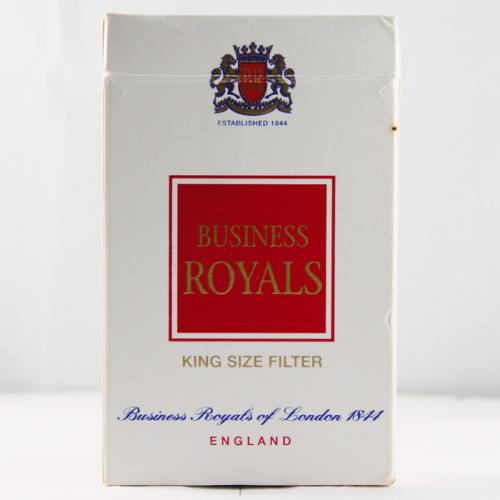 ESTABLISHED 1844
BUSINESS
ROYALS
KING SIZE FILTER
Business Royals of London 1844
ENGLAND